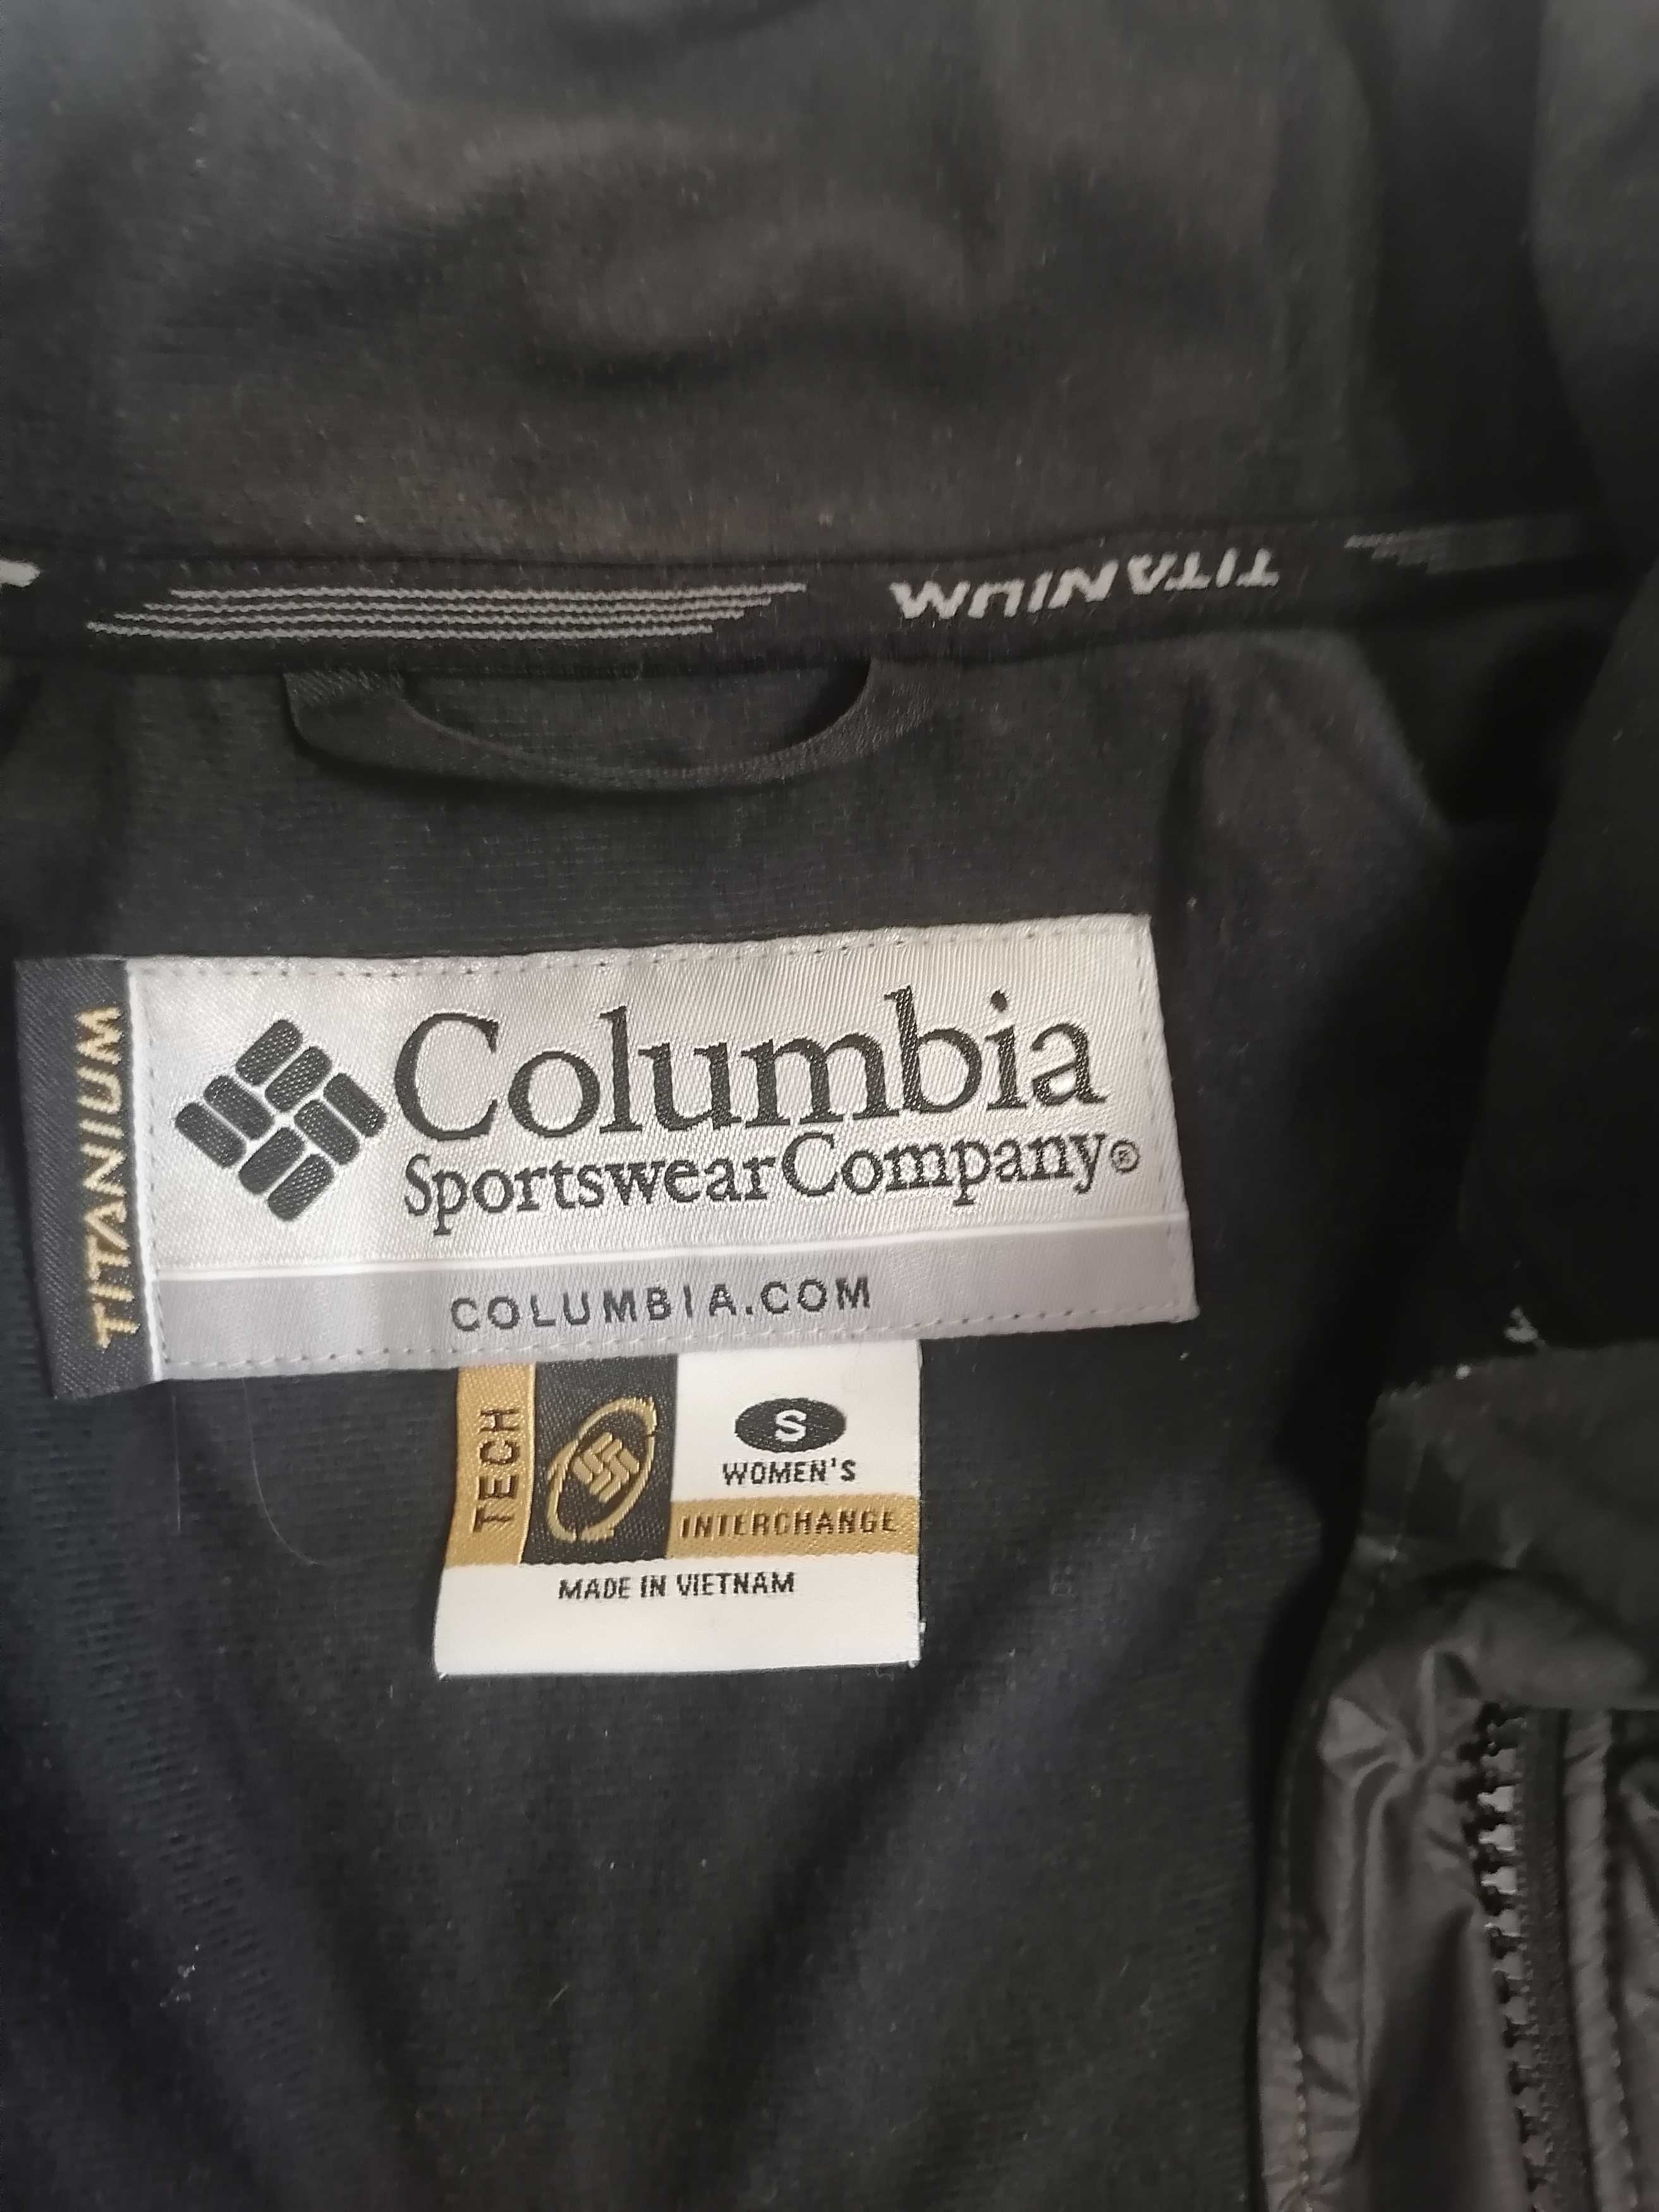 TITANIUM
TITANIUM
Columbia
Sportswear Company®
COLUMBIA.COM
TECH
S
WOMEN'S
INTERCHANGE
MADE IN VIETNAM